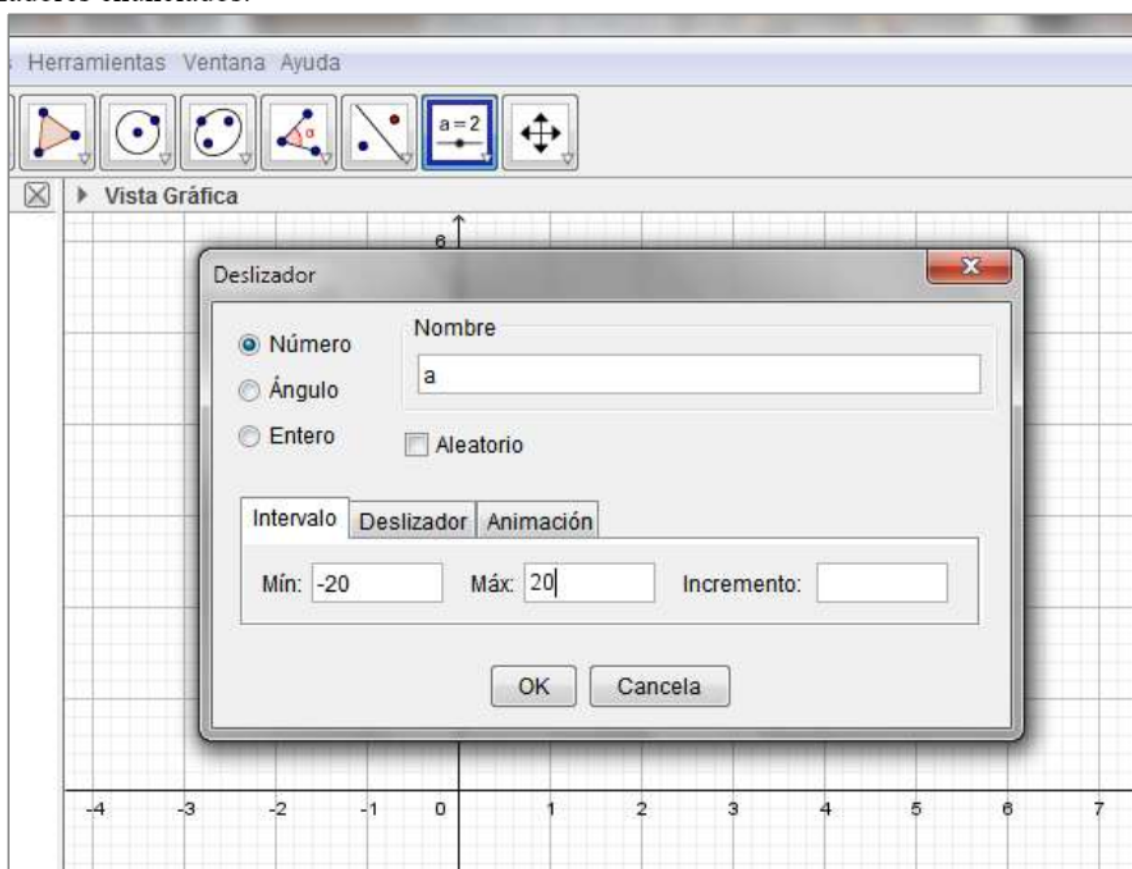 Herramientas Ventana Ayuda
α
a = 2
Vista Gráfica
6
Deslizador
Número
Nombre
a
Ángulo
Entero
Aleatorio
Intervalo Deslizador Animación
Mín: -20 Máx: 20 Incremento:
OK Cancela
-4 -3 -2 -1 0 1 2 3 4 5 6 7